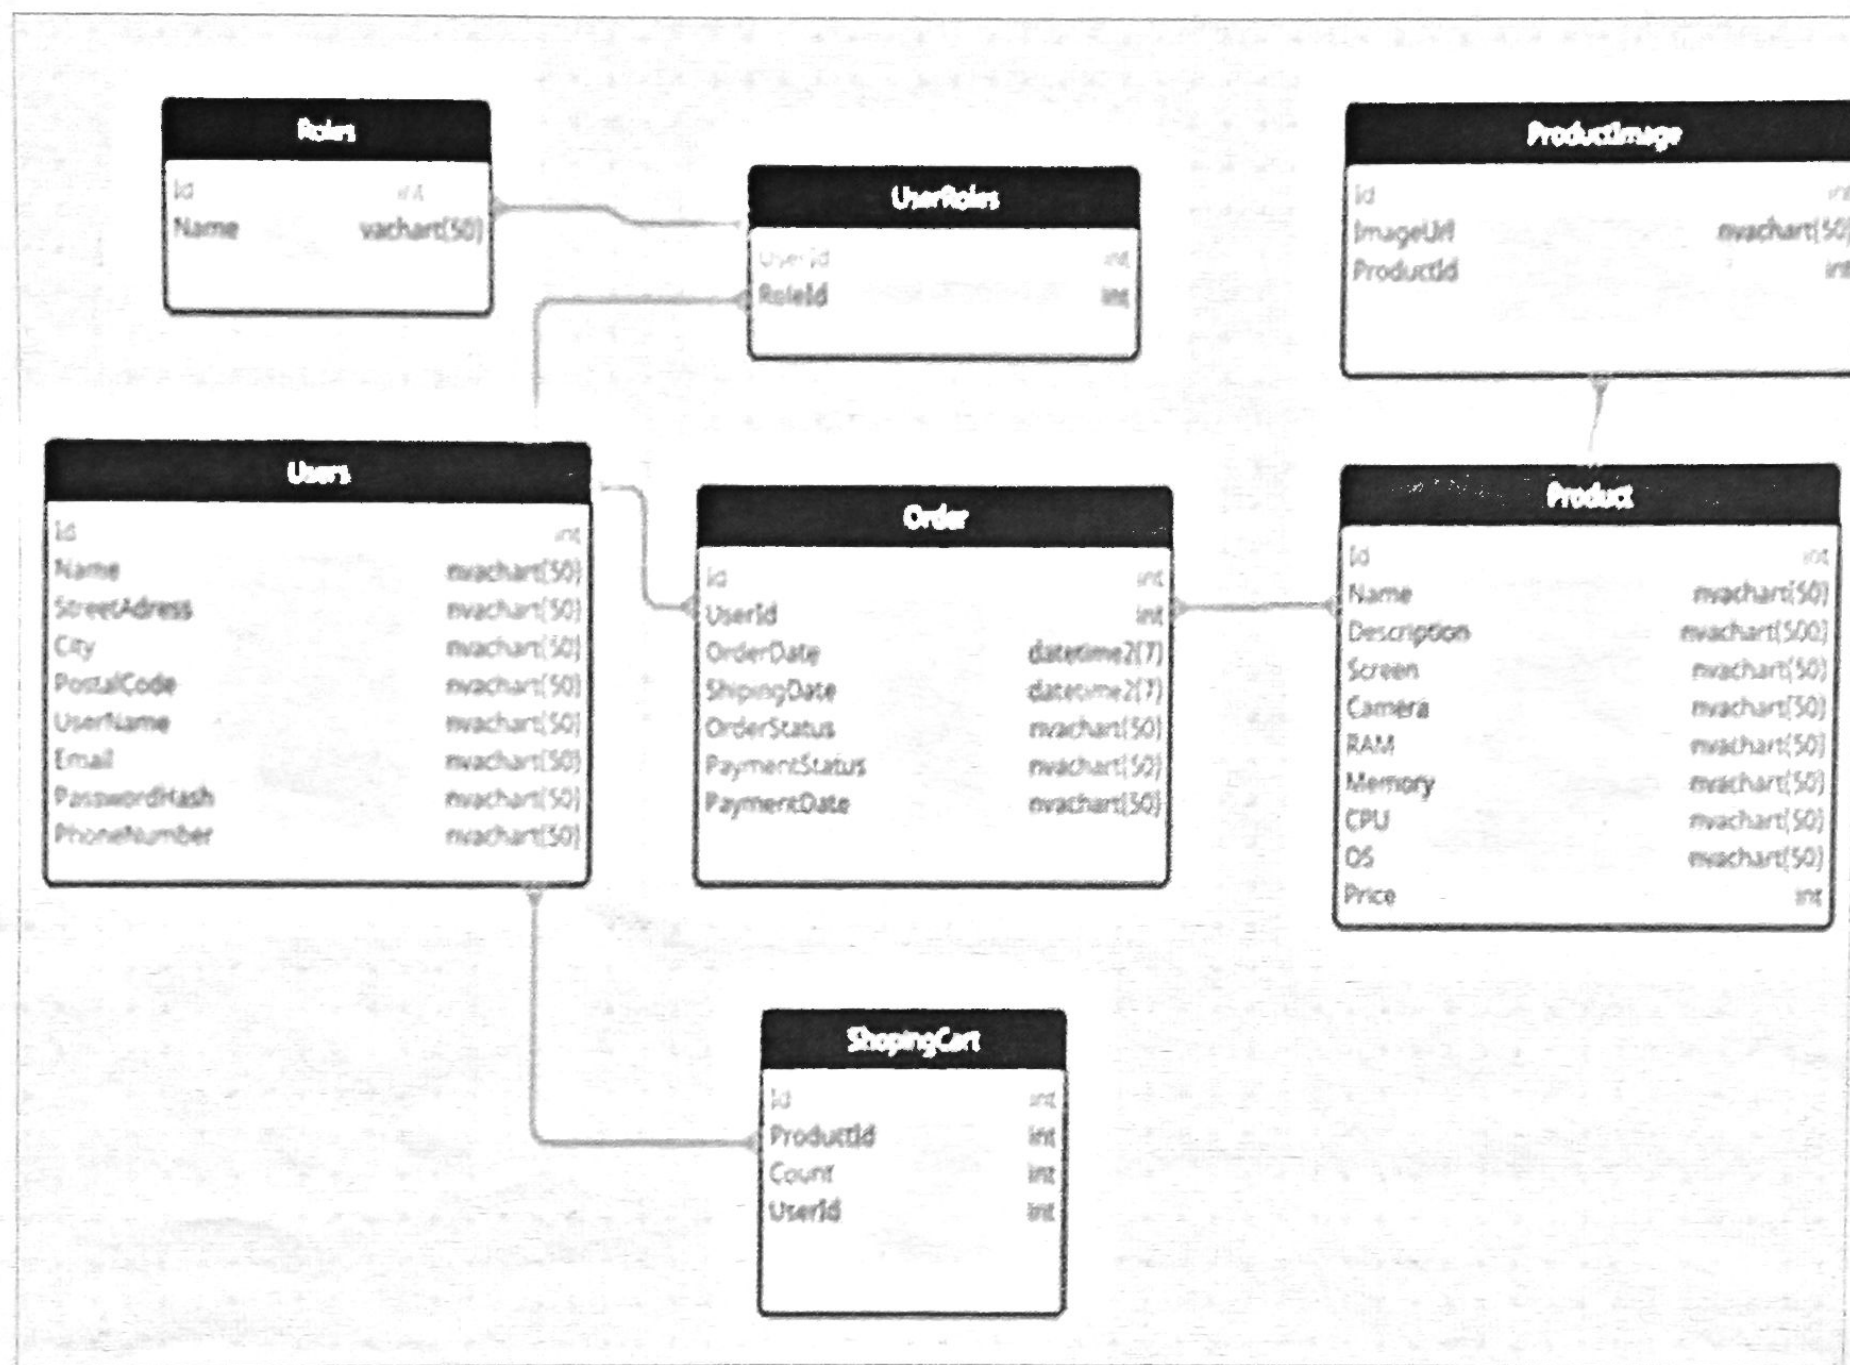 Roles
Id int
Name vachart(50)
UserRoles
UserId int
RoleId int
ProductImage
Id int
ImageUrl nvachart(50)
ProductId int
Users
Id int
Name nvachart(50)
StreetAdress nvachart(50)
City nvachart(50)
PostalCode nvachart(50)
UserName nvachart(50)
Email nvachart(50)
PasswordHash nvachart(50)
PhoneNumber nvachart(50)
Order
Id int
UserId int
OrderDate datetime2(7)
ShipingDate datetime2(7)
OrderStatus nvachart(50)
PaymentStatus nvachart(50)
PaymentDate nvachart(50)
Product
Id int
Name nvachart(50)
Description nvachart(500)
Screen nvachart(50)
Camera nvachart(50)
RAM nvachart(50)
Memory nvachart(50)
CPU nvachart(50)
OS nvachart(50)
Price int
ShopingCart
Id int
ProductId int
Count int
UserId int